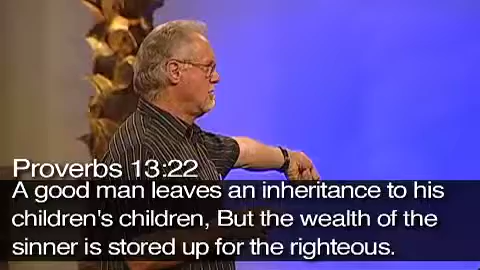 Proverbs 13:22
A good man leaves an inheritance to his
children's children, But the wealth of the
sinner is stored up for the righteous.